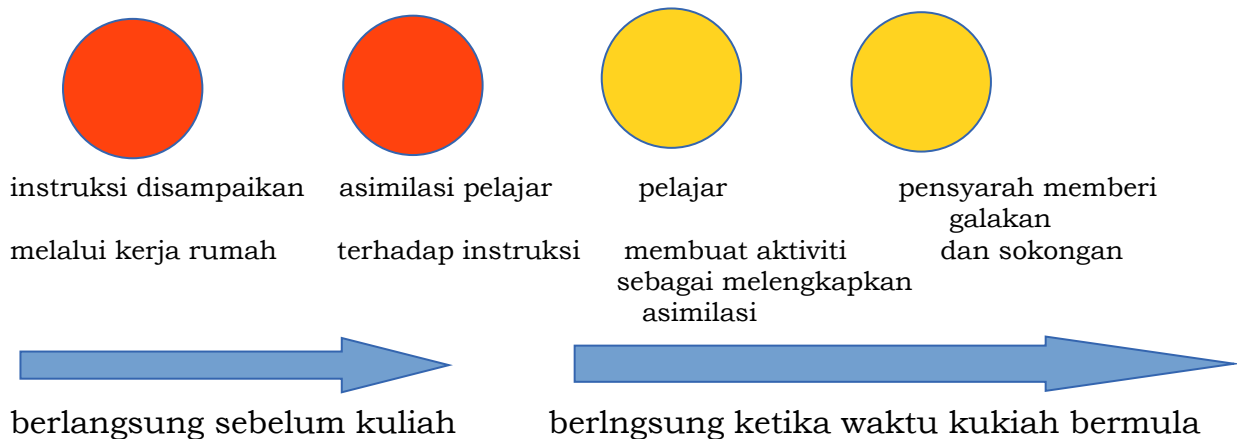 instruksi disampaikan
melalui kerja rumah
asimilasi pelajar
terhadap instruksi
pelajar
membuat aktiviti
sebagai melengkapkan
asimilasi
pensyarah memberi
galakan
dan sokongan
berlangsung sebelum kuliah
berlngsung ketika waktu kukiah bermula